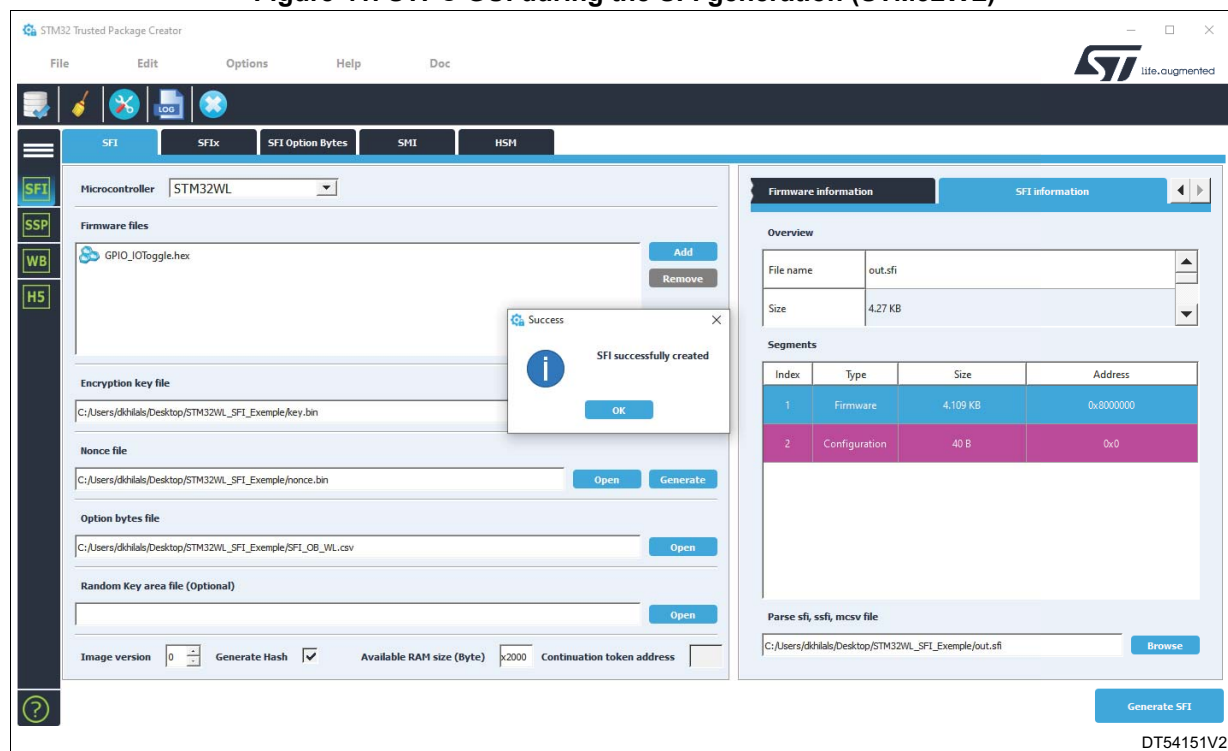 Figure GUI during the SFI generation (STM32WL)
STM32 Trusted Package Creator
File Edit Options Help Doc
ST life.augmented
LOG
SFI SFIx SFI Option Bytes SMI HSM
SFI
SSP
WB
H5
Microcontroller STM32WL
Firmware files
GPIO_IOToggle.hex
Add
Remove
Encryption key file
C:/Users/dkhilals/Desktop/STM32WL_SFI_Exemple/key.bin
Nonce file
C:/Users/dkhilals/Desktop/STM32WL_SFI_Exemple/nonce.bin
Open Generate
Option bytes file
C:/Users/dkhilals/Desktop/STM32WL_SFI_Exemple/SFI_OB_WL.csv
Open
Random Key area file (Optional)
Open
Image version 0 Generate Hash Available RAM size (Byte) x2000 Continuation token address
Success
i
SFI successfully created
OK
Firmware information SFI information
Overview
File name out.sfi
Size 4.27 KB
Segments
Index Type Size Address
1 Firmware 4.109 KB 0x8000000
2 Configuration 40 B 0x0
Parse sfi, ssfi, mcsv file
C:/Users/dkhilals/Desktop/STM32WL_SFI_Exemple/out.sfi
Browse
?
Generate SFI
DT54151V2